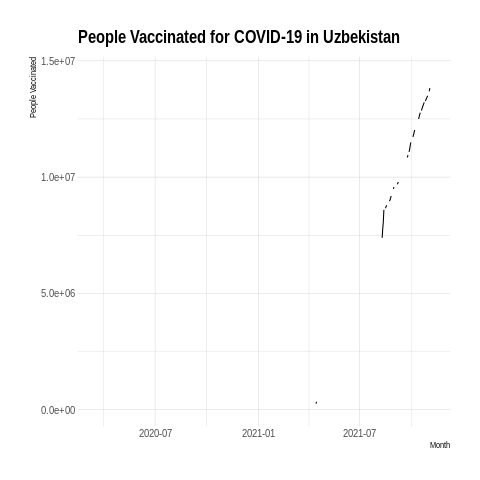 People Vaccinated for COVID-19 in Uzbekistan
People Vaccinated
1.5e+07
1.0e+07
5.0e+06
0.0e+00
2020-07 2021-01 2021-07
Month